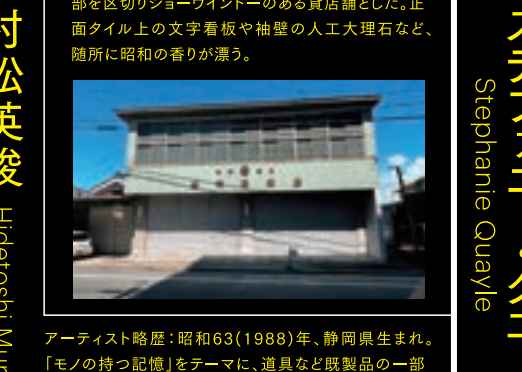 部を区切りショーウインドーのある貸店舗とした。正
面タイル上の文字看板や袖壁の人工大理石など、
随所に昭和の香りが漂う。
アーティスト略歴：昭和63(1988)年、静岡県生まれ。
「モノの持つ記憶」をテーマに、道具など既製品の一部
村松英俊
Hidetoshi Mur
Stephanie Quayle